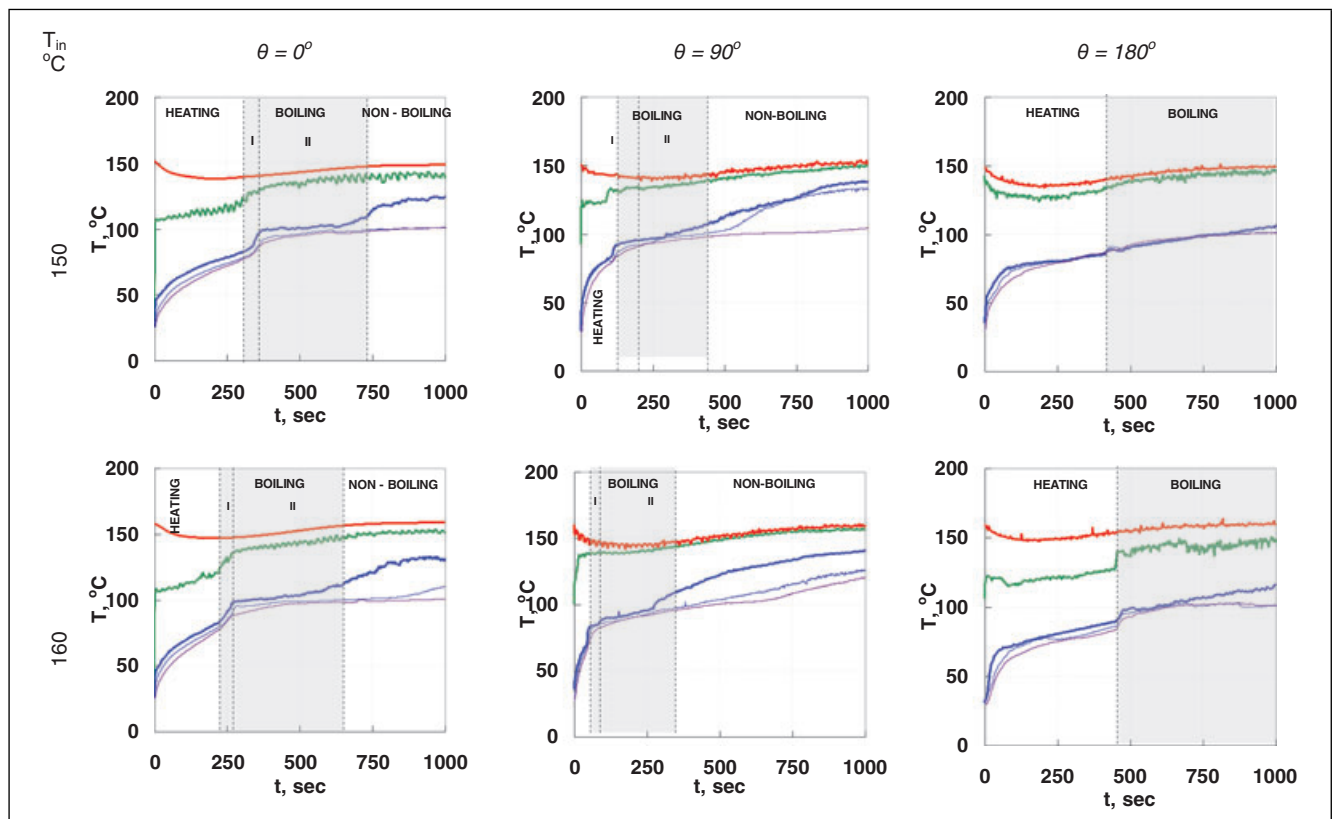 T_in
°C
θ = 0° θ = 90° θ = 180°
150
200
150
100
50
0
T, °C
HEATING BOILING NON - BOILING
I II
0 250 500 750 1000
t, sec
200
150
100
50
0
T, °C
BOILING NON-BOILING
I II
HEATING
0 250 500 750 1000
t, sec
200
150
100
50
0
T, °C
HEATING BOILING
0 250 500 750 1000
t, sec
160
200
150
100
50
0
T, °C
HEATING BOILING NON - BOILING
I II
0 250 500 750 1000
t, sec
200
150
100
50
0
T, °C
BOILING NON-BOILING
I II
0 250 500 750 1000
t, sec
200
150
100
50
0
T, °C
HEATING BOILING
0 250 500 750 1000
t, sec